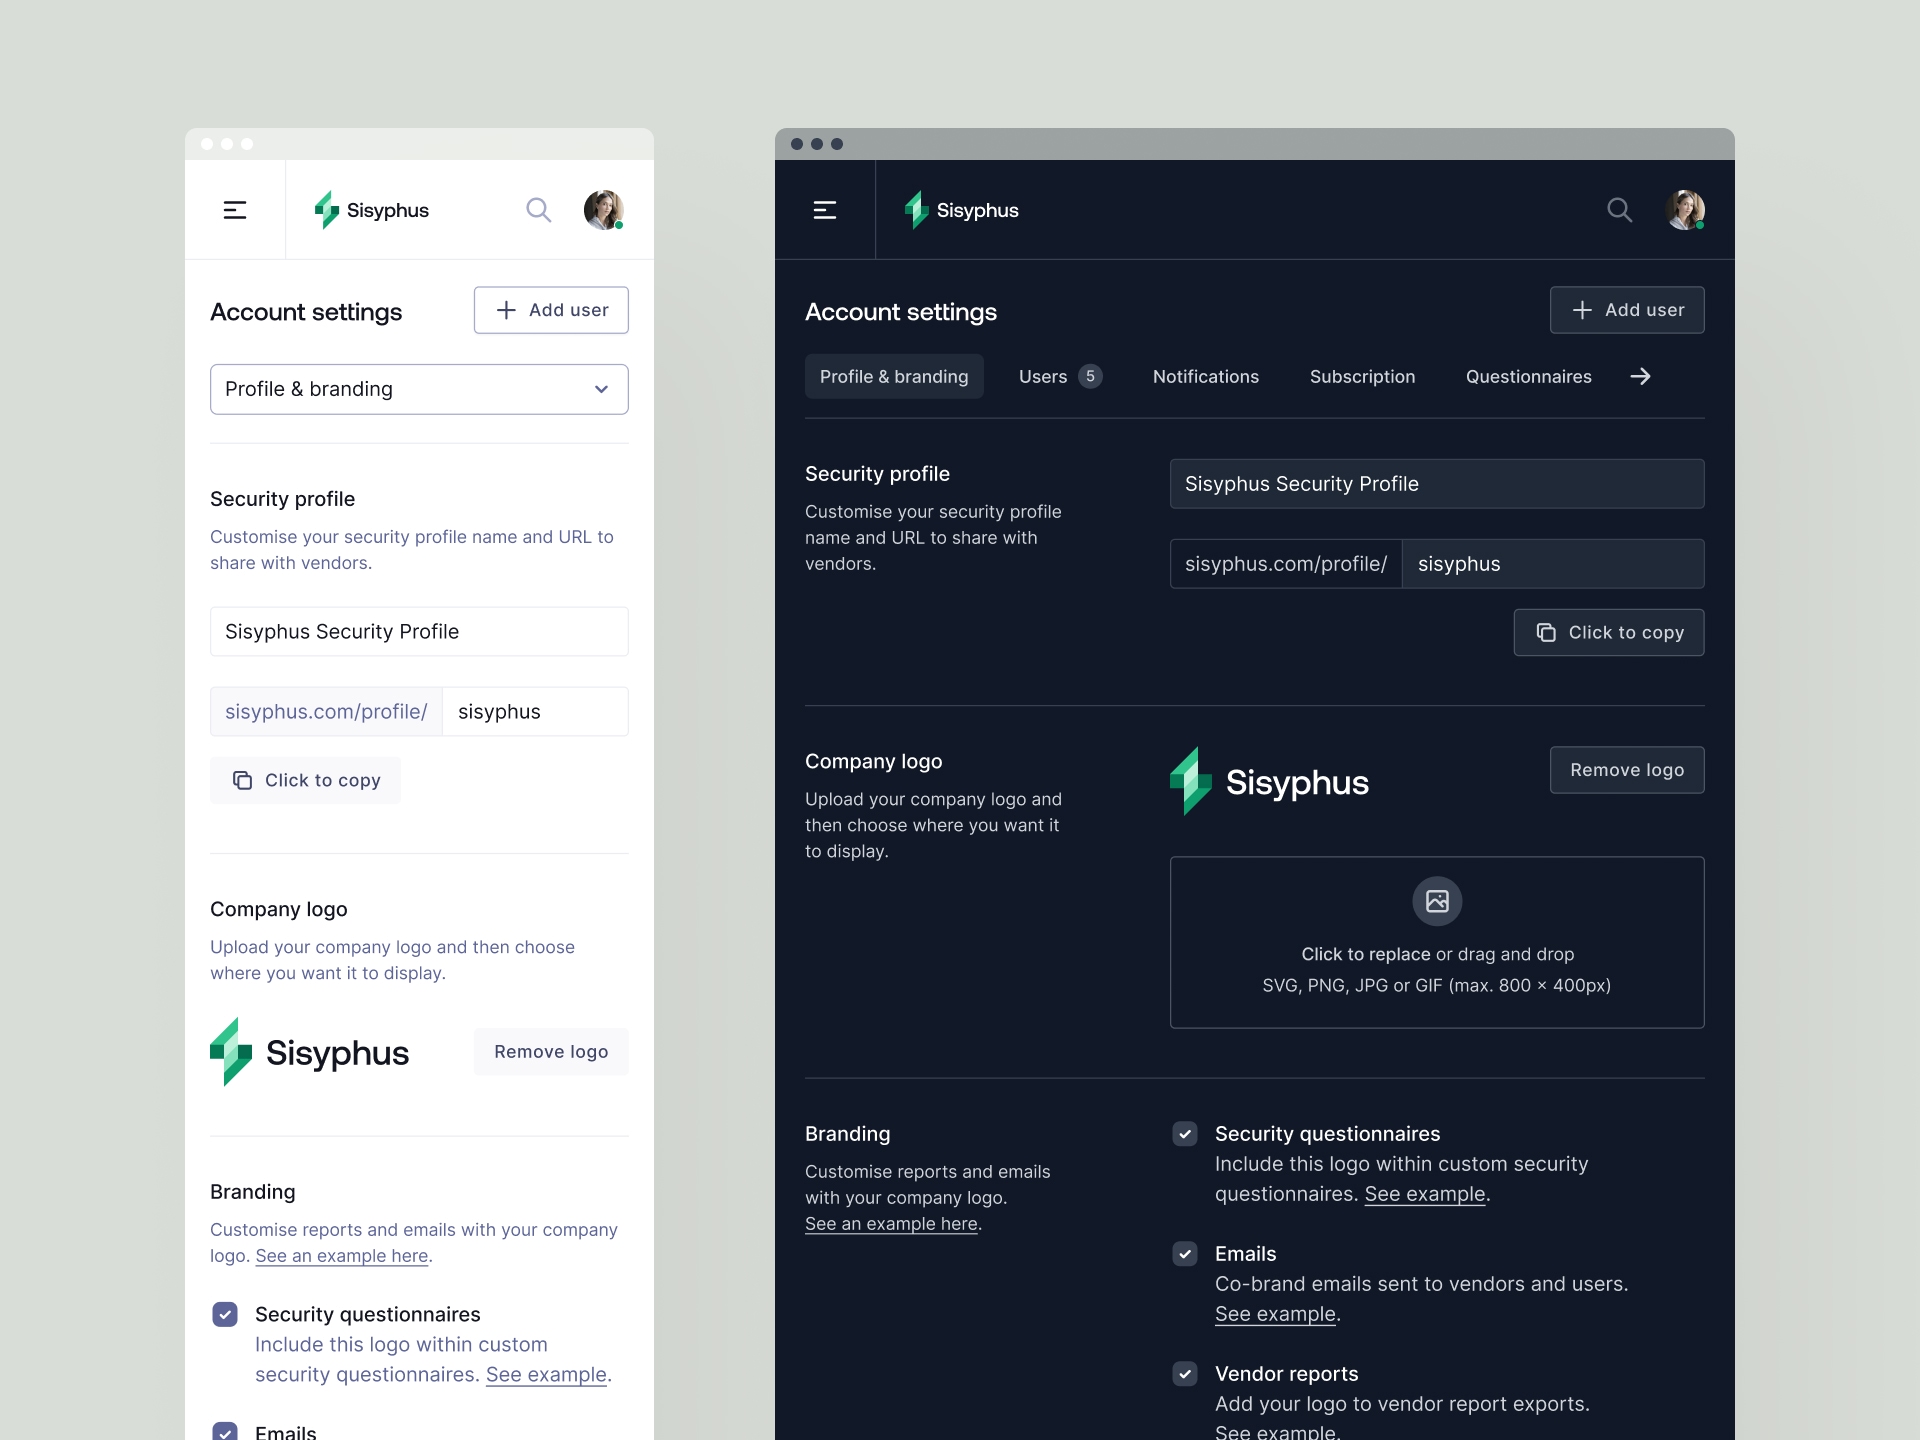 Sisyphus
Account settings
Add user
Profile & branding
Security profile
Customise your security profile name and URL to
share with vendors.
Sisyphus Security Profile
sisyphus.com/profile/ sisyphus
Click to copy
Company logo
Upload your company logo and then choose
where you want it to display.
Sisyphus
Remove logo
Branding
Customise reports and emails with your company
logo. See an example here.
Security questionnaires
Include this logo within custom
security questionnaires. See example.
Emails
Sisyphus
Account settings
Add user
Profile & branding Users 5 Notifications Subscription Questionnaires
Security profile
Customise your security profile
name and URL to share with
vendors.
Sisyphus Security Profile
sisyphus.com/profile/ sisyphus
Click to copy
Company logo
Upload your company logo and
then choose where you want it
to display.
Sisyphus
Remove logo
Click to replace or drag and drop
SVG, PNG, JPG or GIF (max. 800 × 400px)
Branding
Customise reports and emails
with your company logo.
See an example here.
Security questionnaires
Include this logo within custom security
questionnaires. See example.
Emails
Co-brand emails sent to vendors and users.
See example.
Vendor reports
Add your logo to vendor report exports.
See example.